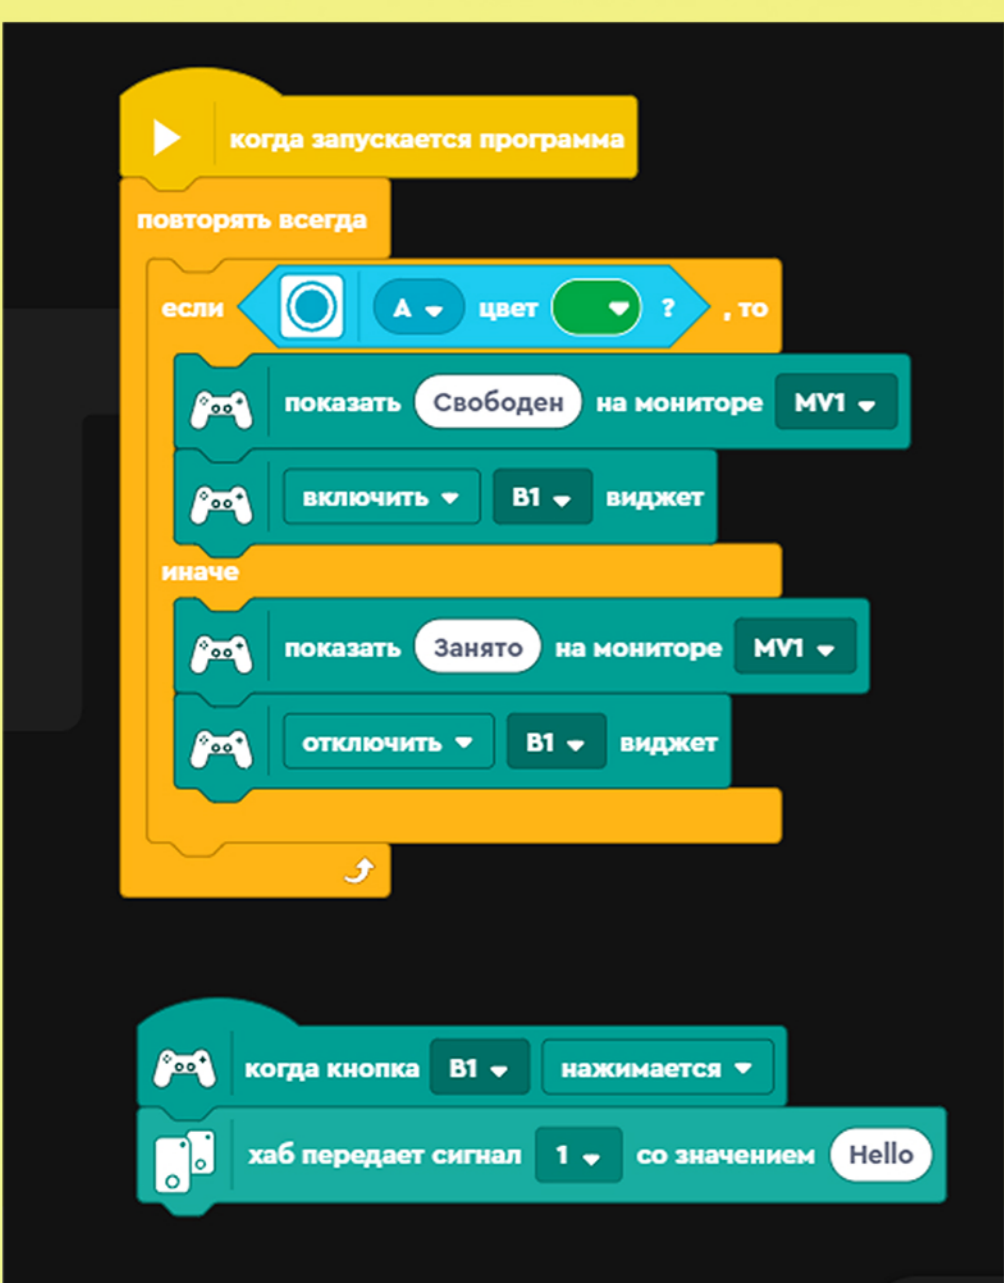 когда запускается программа
повторять всегда
если A цвет ? , то
показать Свободен на мониторе MV1
включить B1 виджет
иначе
показать Занято на мониторе MV1
отключить B1 виджет
когда кнопка B1 нажимается
хаб передает сигнал 1 со значением Hello